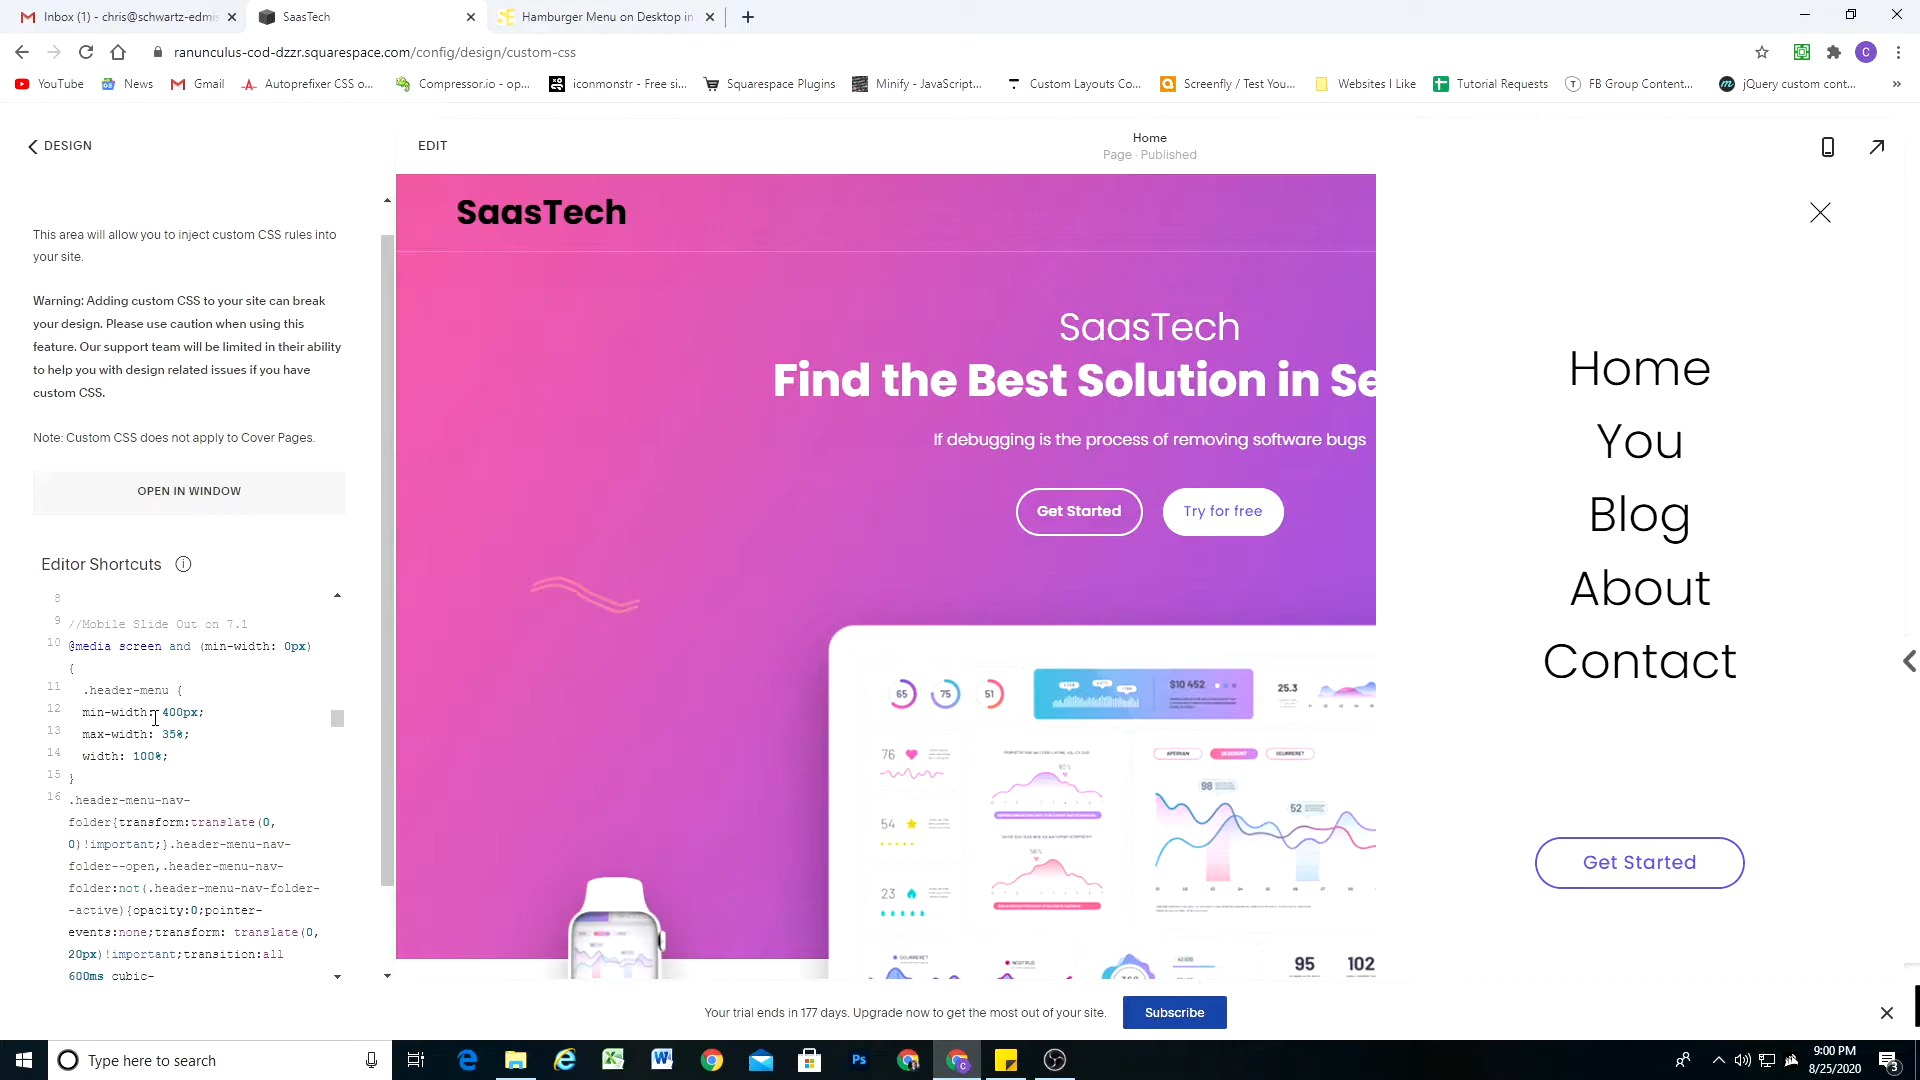 Inbox (1) - chris@schwartz-edmis
SaasTech
Hamburger Menu on Desktop in
ranunculus-cod-dzzr.squarespace.com/config/design/custom-css
C
YouTube
News
Gmail
Autoprefixer CSS o...
Compressor.io - op...
iconmonstr - Free si...
Squarespace Plugins
Minify - JavaScript...
Custom Layouts Co...
Screenfly / Test You...
Websites I Like
Tutorial Requests
FB Group Content...
jQuery custom cont...
DESIGN
EDIT
Home
Page · Published
This area will allow you to inject custom CSS rules into
your site.
Warning: Adding custom CSS to your site can break
your design. Please use caution when using this
feature. Our support team will be limited in their ability
to help you with design related issues if you have
custom CSS.
Note: Custom CSS does not apply to Cover Pages.
OPEN IN WINDOW
Editor Shortcuts
8
9 //Mobile Slide Out on 7.1
10 @media screen and (min-width: 0px)
{
11 .header-menu {
12 min-width: 400px;
13 max-width: 35%;
14 width: 100%;
15 }
16 .header-menu-nav-
folder{transform:translate(0,
0)!important;}.header-menu-nav-
folder--open,.header-menu-nav-
folder:not(.header-menu-nav-folder-
-active){opacity:0;pointer-
events:none;transform: translate(0,
20px)!important;transition:all
600ms cubic-
SaasTech
SaasTech
Find the Best Solution in Se
If debugging is the process of removing software bugs
Get Started
Try for free
65
75
51
$10 452
25.3
76
54
23
98
52
95
102
Home
You
Blog
About
Contact
Get Started
Your trial ends in 177 days. Upgrade now to get the most out of your site.
Subscribe
Type here to search
9:00 PM
8/25/2020
3